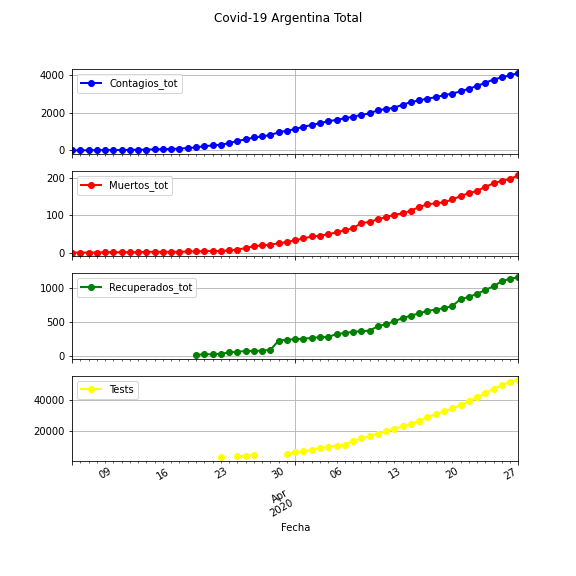 Covid-19 Argentina Total
4000
2000
0
Contagios_tot
200
100
0
Muertos_tot
1000
500
0
Recuperados_tot
40000
20000
Tests
09
16
23
30
Apr
2020
06
13
20
27
Fecha